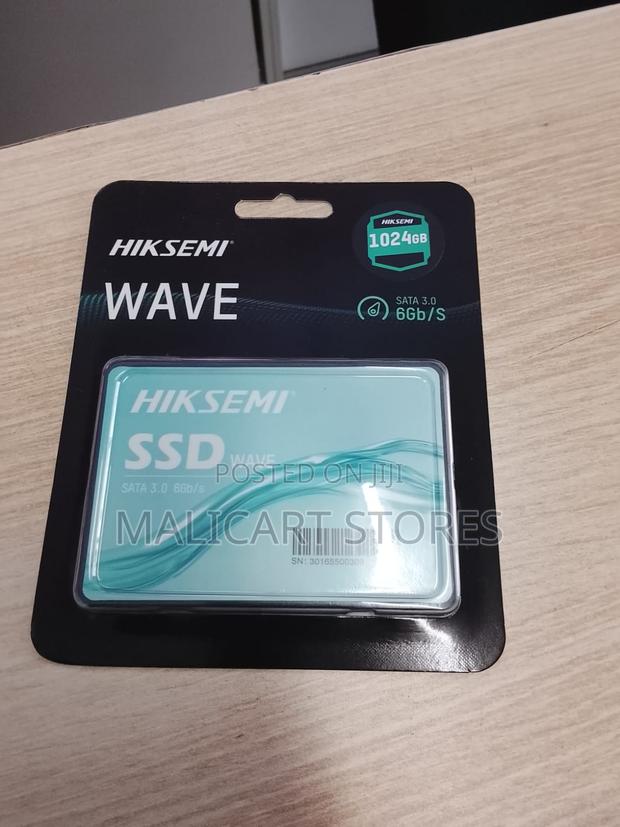 HIKSEMI
1024GB
HIKSEMI®
WAVE
SATA 3.0
6Gb/S
HIKSEMI
SSD WAVE
SATA 3.0 6Gb/s
POSTED ON JIJI
MALICART STORES